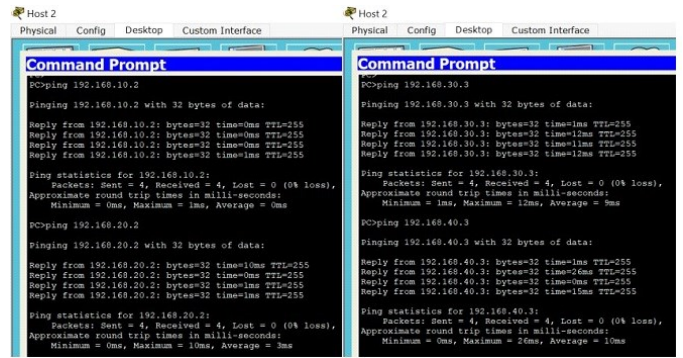 Host 2
Physical Config Desktop Custom Interface
Command Prompt
PC>ping 192.168.10.2
Pinging 192.168.10.2 with 32 bytes of data:
Reply from 192.168.10.2: bytes=32 time=0ms TTL=255
Reply from 192.168.10.2: bytes=32 time=0ms TTL=255
Reply from 192.168.10.2: bytes=32 time=0ms TTL=255
Reply from 192.168.10.2: bytes=32 time=1ms TTL=255
Ping statistics for 192.168.10.2:
Packets: Sent = 4, Received = 4, Lost = 0 (0% loss),
Approximate round trip times in milli-seconds:
Minimum = 0ms, Maximum = 1ms, Average = 0ms
PC>ping 192.168.20.2
Pinging 192.168.20.2 with 32 bytes of data:
Reply from 192.168.20.2: bytes=32 time=10ms TTL=255
Reply from 192.168.20.2: bytes=32 time=0ms TTL=255
Reply from 192.168.20.2: bytes=32 time=1ms TTL=255
Reply from 192.168.20.2: bytes=32 time=1ms TTL=255
Ping statistics for 192.168.20.2:
Packets: Sent = 4, Received = 4, Lost = 0 (0% loss),
Approximate round trip times in milli-seconds:
Minimum = 0ms, Maximum = 10ms, Average = 3ms
Host 2
Physical Config Desktop Custom Interface
Command Prompt
PC>
PC>ping 192.168.30.3
Pinging 192.168.30.3 with 32 bytes of data:
Reply from 192.168.30.3: bytes=32 time=1ms TTL=255
Reply from 192.168.30.3: bytes=32 time=12ms TTL=255
Reply from 192.168.30.3: bytes=32 time=11ms TTL=255
Reply from 192.168.30.3: bytes=32 time=12ms TTL=255
Ping statistics for 192.168.30.3:
Packets: Sent = 4, Received = 4, Lost = 0 (0% loss),
Approximate round trip times in milli-seconds:
Minimum = 1ms, Maximum = 12ms, Average = 9ms
PC>ping 192.168.40.3
Pinging 192.168.40.3 with 32 bytes of data:
Reply from 192.168.40.3: bytes=32 time=1ms TTL=255
Reply from 192.168.40.3: bytes=32 time=26ms TTL=255
Reply from 192.168.40.3: bytes=32 time=0ms TTL=255
Reply from 192.168.40.3: bytes=32 time=15ms TTL=255
Ping statistics for 192.168.40.3:
Packets: Sent = 4, Received = 4, Lost = 0 (0% loss),
Approximate round trip times in milli-seconds:
Minimum = 0ms, Maximum = 26ms, Average = 10ms